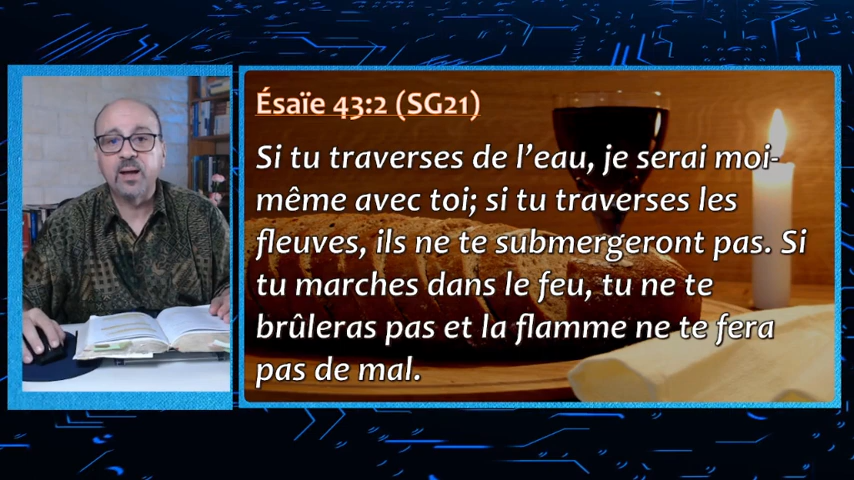 Ésaïe 43:2 (SG21)
Si tu traverses de l’eau, je serai moi-
même avec toi; si tu traverses les
fleuves, ils ne te submergeront pas. Si
tu marches dans le feu, tu ne te
brûleras pas et la flamme ne te fera
pas de mal.